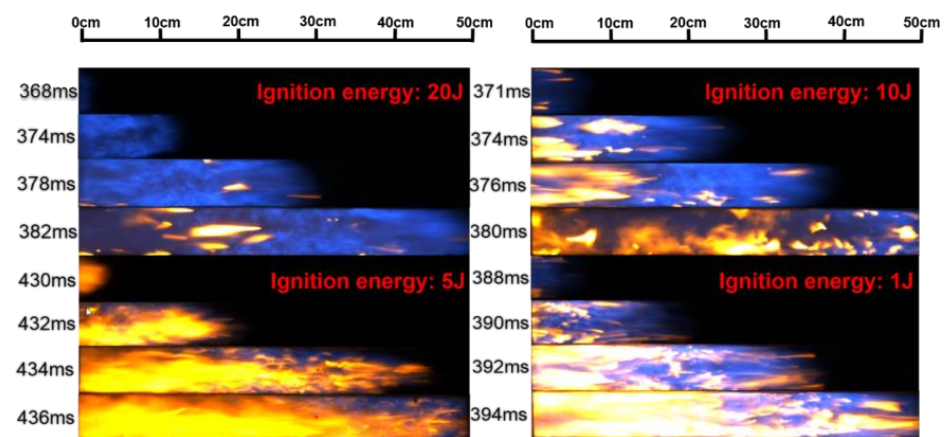 0cm 10cm 20cm 30cm 40cm 50cm
368ms Ignition energy: 20J
374ms
378ms
382ms
430ms Ignition energy: 5J
432ms
434ms
436ms
0cm 10cm 20cm 30cm 40cm 50cm
371ms Ignition energy: 10J
374ms
376ms
380ms
388ms Ignition energy: 1J
390ms
392ms
394ms